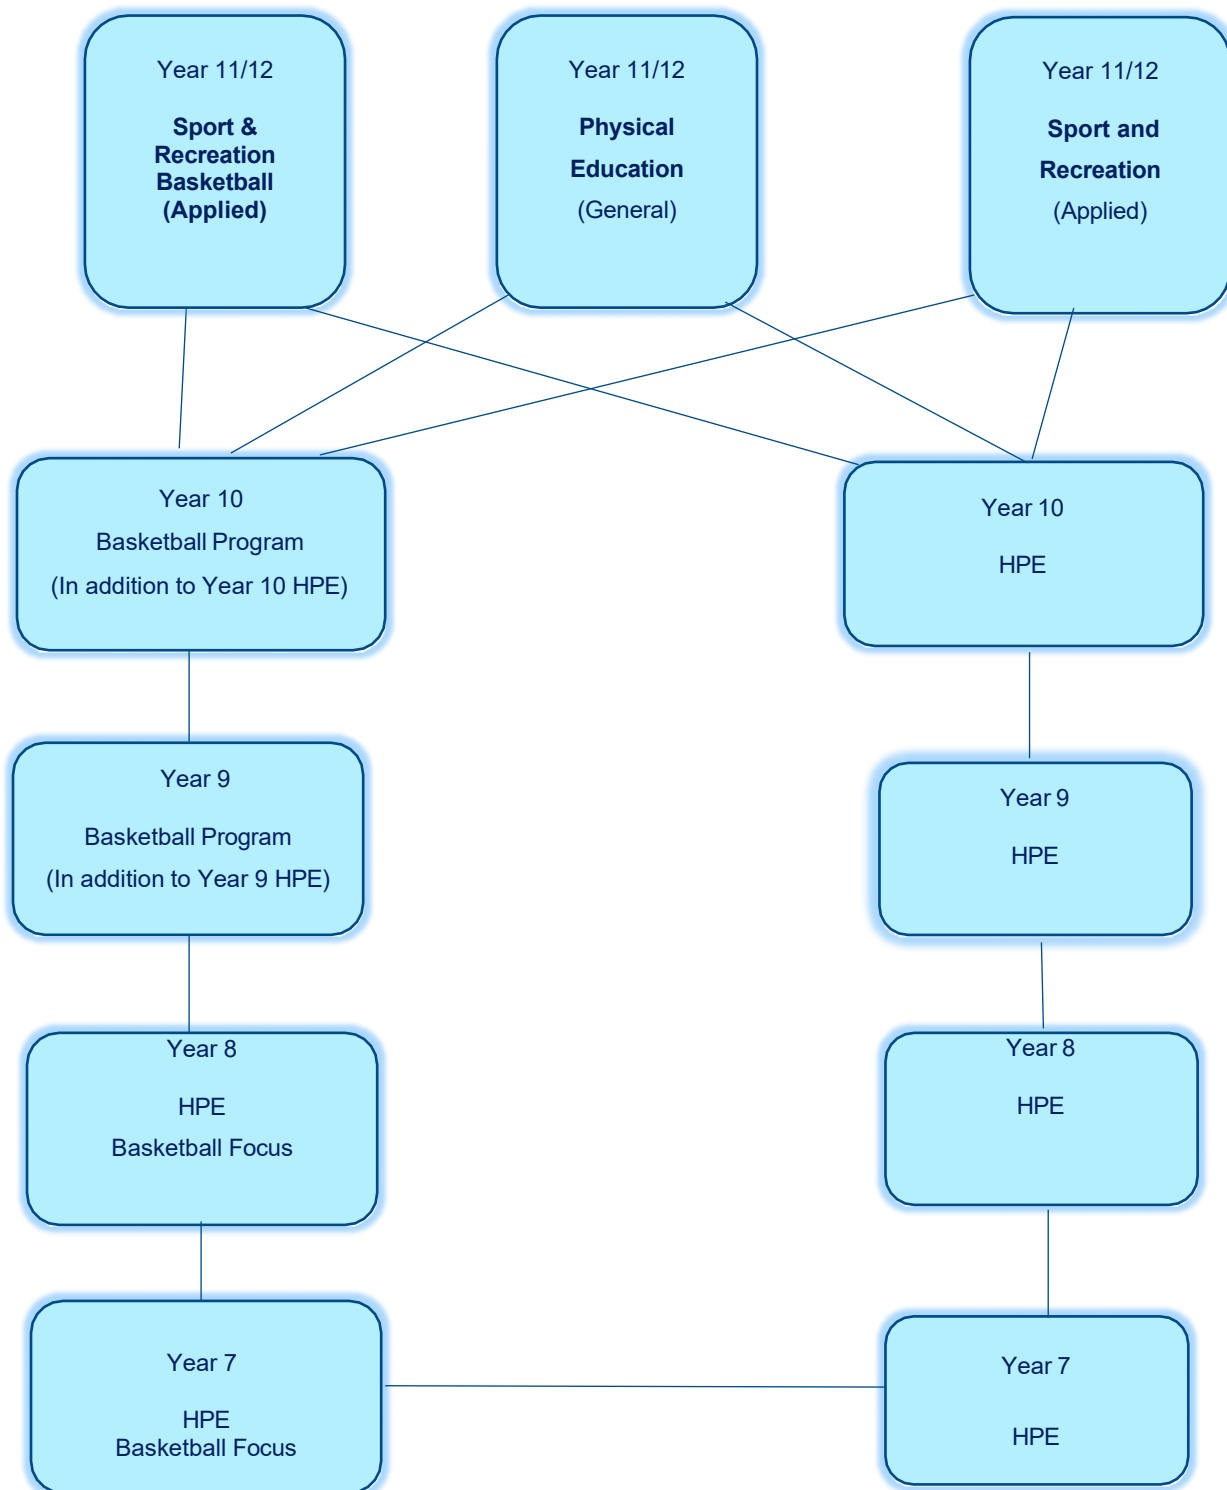 Year 11/12
Sport &
Recreation
Basketball
(Applied)
Year 11/12
Physical
Education
(General)
Year 11/12
Sport and
Recreation
(Applied)
Year 10
Basketball Program
(In addition to Year 10 HPE)
Year 10
HPE
Year 9
Basketball Program
(In addition to Year 9 HPE)
Year 9
HPE
Year 8
HPE
Basketball Focus
Year 8
HPE
Year 7
HPE
Basketball Focus
Year 7
HPE